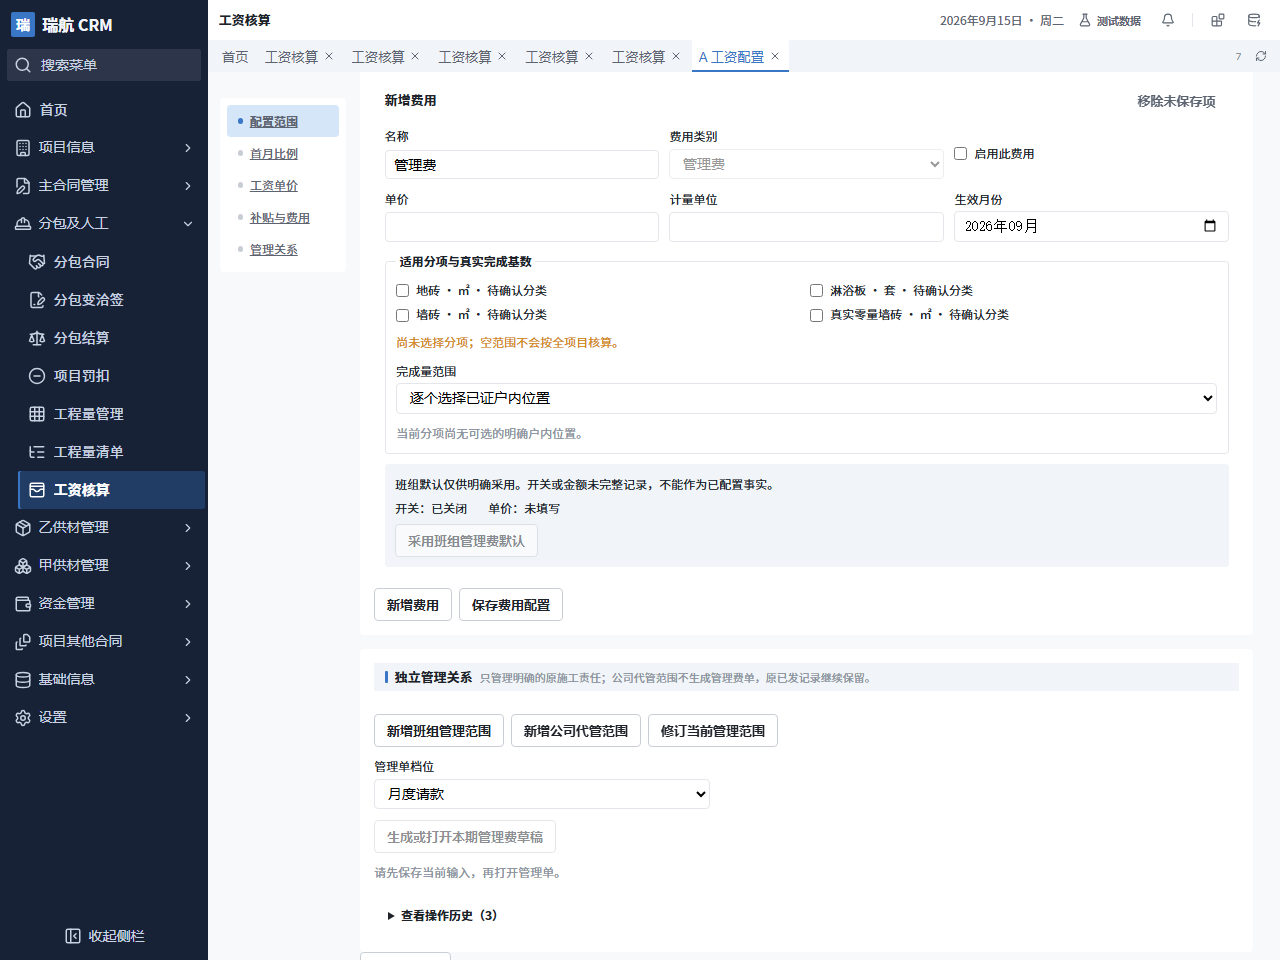 瑞 瑞航 CRM
搜索菜单
首页
项目信息
主合同管理
分包及人工
分包合同
分包变洽签
分包结算
项目罚扣
工程量管理
工程量清单
工资核算
乙供材管理
甲供材管理
资金管理
项目其他合同
基础信息
设置
收起侧栏
工资核算
2026年9月15日 · 周二 测试数据
首页 工资核算 × 工资核算 × 工资核算 × 工资核算 × 工资核算 × A 工资配置 × 7
配置范围
首月比例
工资单价
补贴与费用
管理关系
新增费用 移除未保存项
名称 费用类别
管理费 管理费 启用此费用
单价 计量单位 生效月份
2026年09月
适用分项与真实完成基数
地砖 · ㎡ · 待确认分类 淋浴板 · 套 · 待确认分类
墙砖 · ㎡ · 待确认分类 真实零量墙砖 · ㎡ · 待确认分类
尚未选择分项；空范围不会按全项目核算。
完成量范围
逐个选择已证户内位置
当前分项尚无可选的明确户内位置。
班组默认仅供明确采用。开关或金额未完整记录，不能作为已配置事实。
开关：已关闭 单价：未填写
采用班组管理费默认
新增费用 保存费用配置
独立管理关系 只管理明确的原施工责任；公司代管范围不生成管理费单，原已发记录继续保留。
新增班组管理范围 新增公司代管范围 修订当前管理范围
管理单档位
月度请款
生成或打开本期管理费草稿
请先保存当前输入，再打开管理单。
查看操作历史（3）